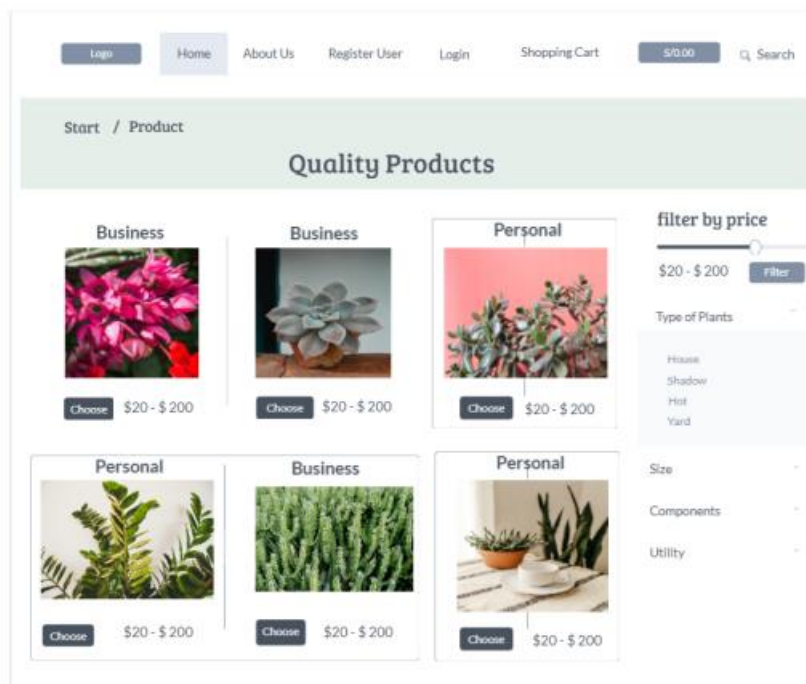 Logo Home About Us Register User Login Shopping Cart S/0.00 Search
Start / Product
Quality Products
Business Business Personal
Choose $20 - $ 200 Choose $20 - $ 200 Choose $20 - $ 200
Personal Business Personal
Choose $20 - $ 200 Choose $20 - $ 200 Choose $20 - $ 200
filter by price
$20 - $ 200 Filter
Type of Plants
House
Shadow
Hot
Yard
Size
Components
Utility